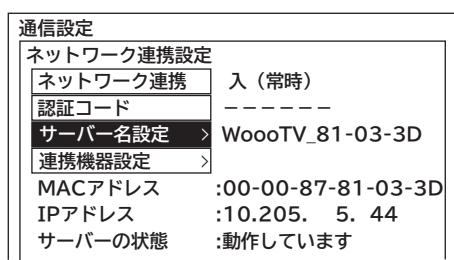 通信設定
ネットワーク連携設定
ネットワーク連携 入（常時）
認証コード －－－－－－
サーバー名設定 > WoooTV_81-03-3D
連携機器設定 >
MACアドレス :00-00-87-81-03-3D
IPアドレス :10.205. 5. 44
サーバーの状態 :動作しています